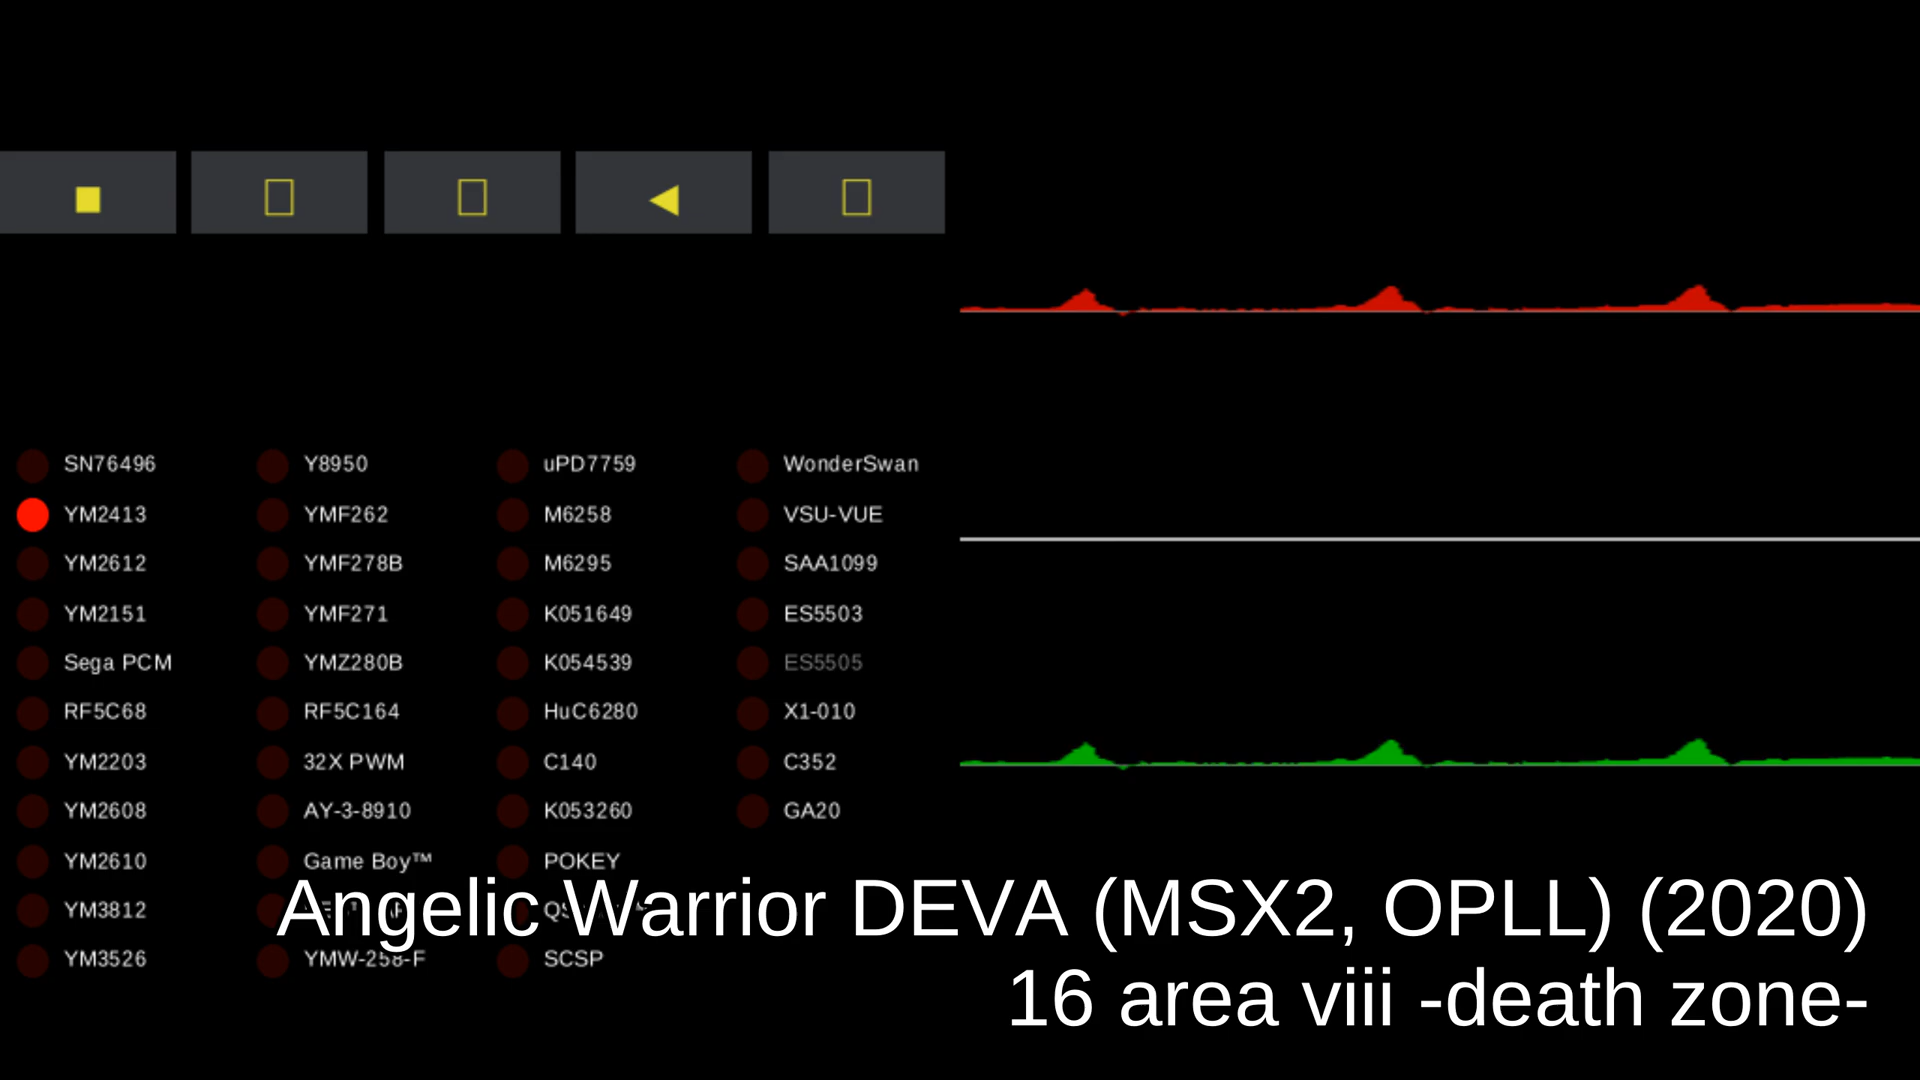 SN76496
YM2413
YM2612
YM2151
Sega PCM
RF5C68
YM2203
YM2608
YM2610
YM3812
YM3526
Y8950
YMF262
YMF278B
YMF271
YMZ280B
RF5C164
32X PWM
AY-3-8910
Game Boy™
YMW-258-F
uPD7759
M6258
M6295
K051649
K054539
HuC6280
C140
K053260
POKEY
SCSP
WonderSwan
VSU-VUE
SAA1099
ES5503
ES5505
X1-010
C352
GA20
Angelic Warrior DEVA (MSX2, OPLL) (2020)
16 area viii -death zone-